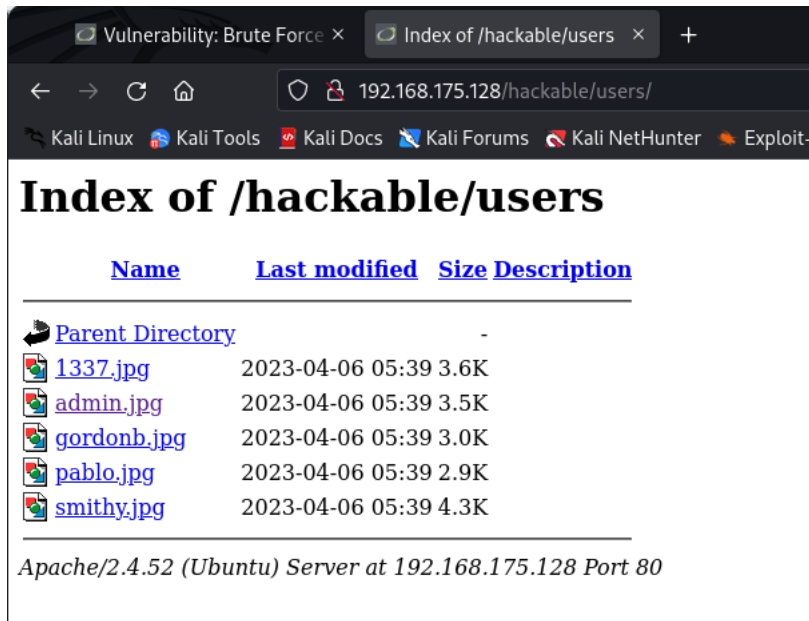 Vulnerability: Brute Force
Index of /hackable/users
192.168.175.128/hackable/users/
Kali Linux Kali Tools Kali Docs Kali Forums Kali NetHunter Exploit-
Index of /hackable/users
Name Last modified Size Description
Parent Directory -
1337.jpg 2023-04-06 05:39 3.6K
admin.jpg 2023-04-06 05:39 3.5K
gordonb.jpg 2023-04-06 05:39 3.0K
pablo.jpg 2023-04-06 05:39 2.9K
smithy.jpg 2023-04-06 05:39 4.3K
Apache/2.4.52 (Ubuntu) Server at 192.168.175.128 Port 80